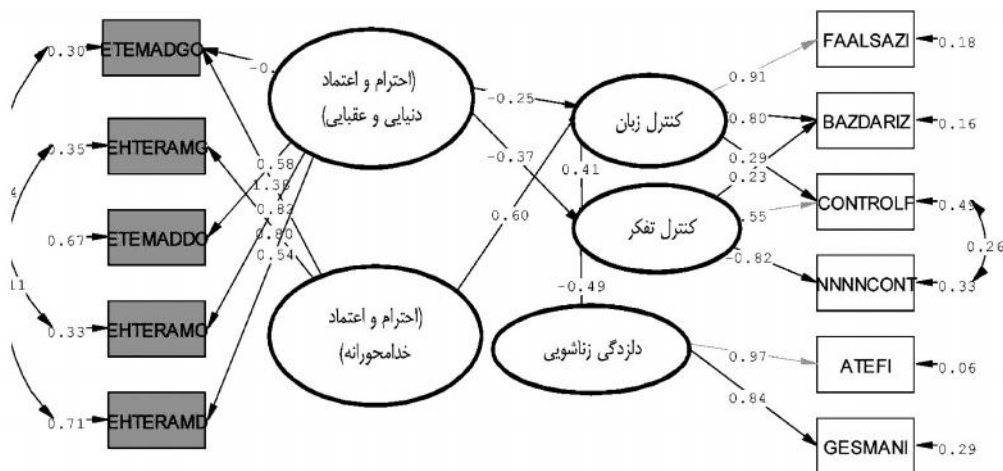 0.30
ETEMADGO
0.35
EHTERAMG
0.67
ETEMADDO
0.33
EHTERAMO
0.71
EHTERAMD
(احترام و اعتماد
دنیایی و عقبایی)
(احترام و اعتماد
خدامحورانه)
0.58
1.38
0.82
0.80
0.54
-0.25
-0.37
0.60
0.41
-0.49
کنترل زبان
کنترل تفکر
دلزدگی زناشویی
0.91
0.80
0.29
0.23
0.55
-0.82
0.97
0.84
FAALSAZI
0.18
BAZDARIZ
0.16
CONTROLF
0.49
NNNNCONT
0.33
0.26
ATEFI
0.06
GESMANI
0.29